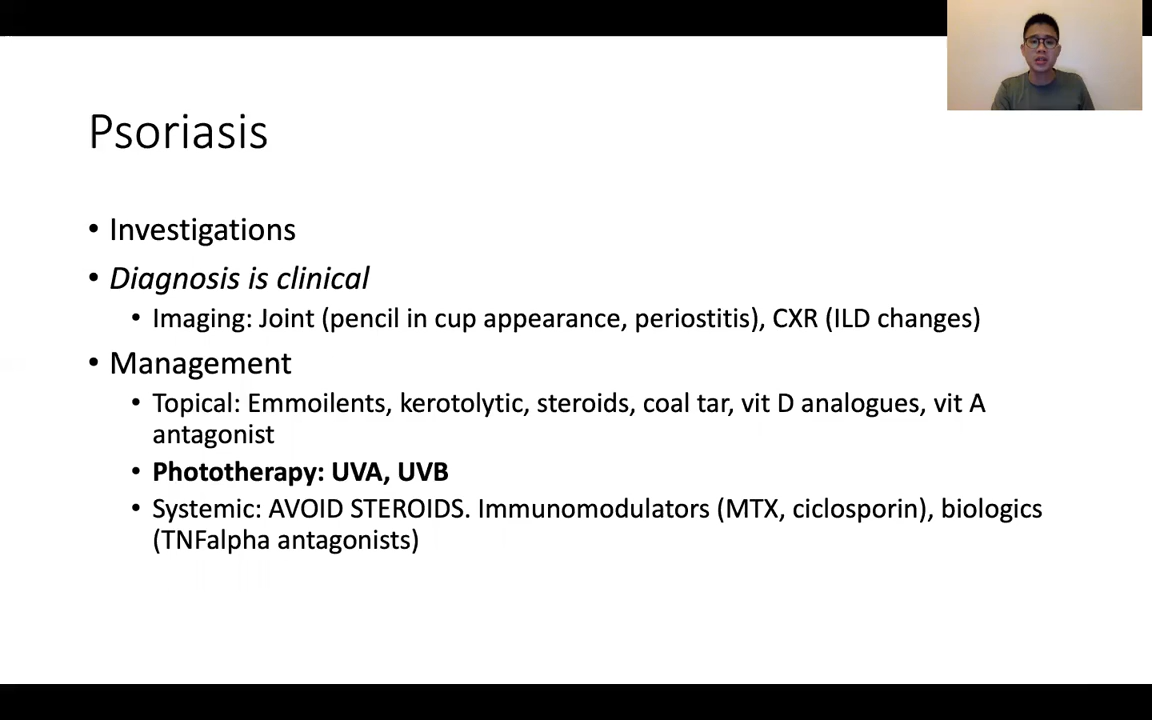 Psoriasis
• Investigations
• Diagnosis is clinical
• Imaging: Joint (pencil in cup appearance, periostitis), CXR (ILD changes)
• Management
• Topical: Emmoilents, kerotolytic, steroids, coal tar, vit D analogues, vit A
antagonist
• Phototherapy: UVA, UVB
• Systemic: AVOID STEROIDS. Immunomodulators (MTX, ciclosporin), biologics
(TNFalpha antagonists)